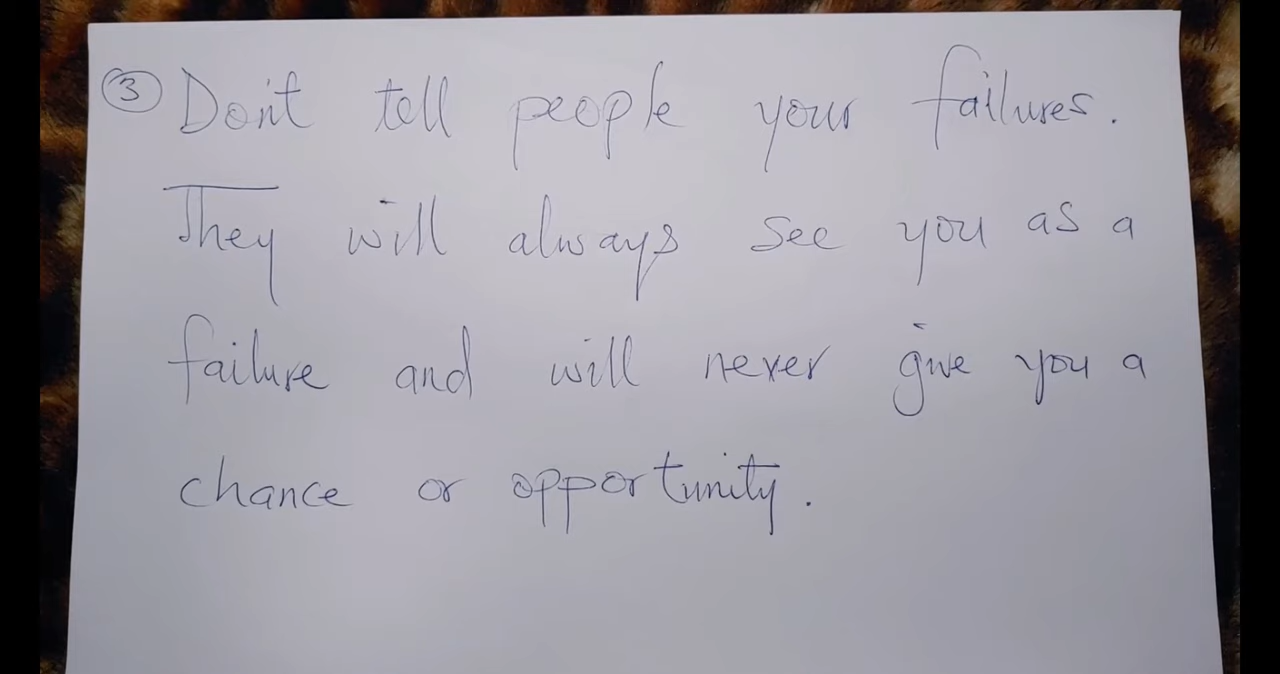 ③ Don't tell people your failures.
They will always see you as a
failure and will never give you a
chance or opportunity.